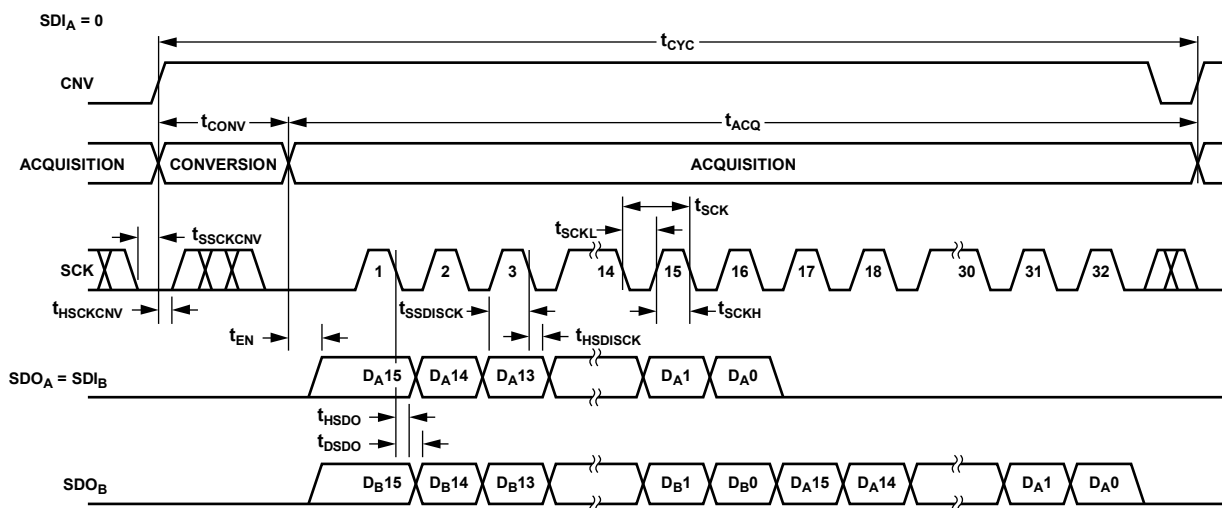 SDIA = 0
tCYC
CNV
tCONV
tACQ
ACQUISITION CONVERSION ACQUISITION
tSCK
tSSCKCNV
tSCKL
SCK
1 2 3 14 15 16 17 18 30 31 32
tHSCKCNV
tSSDISCK
tSCKH
tEN
tHSDISCK
SDOA = SDIB
DA15 DA14 DA13 DA1 DA0
tHSDO
tDSDO
SDOB
DB15 DB14 DB13 DB1 DB0 DA15 DA14 DA1 DA0